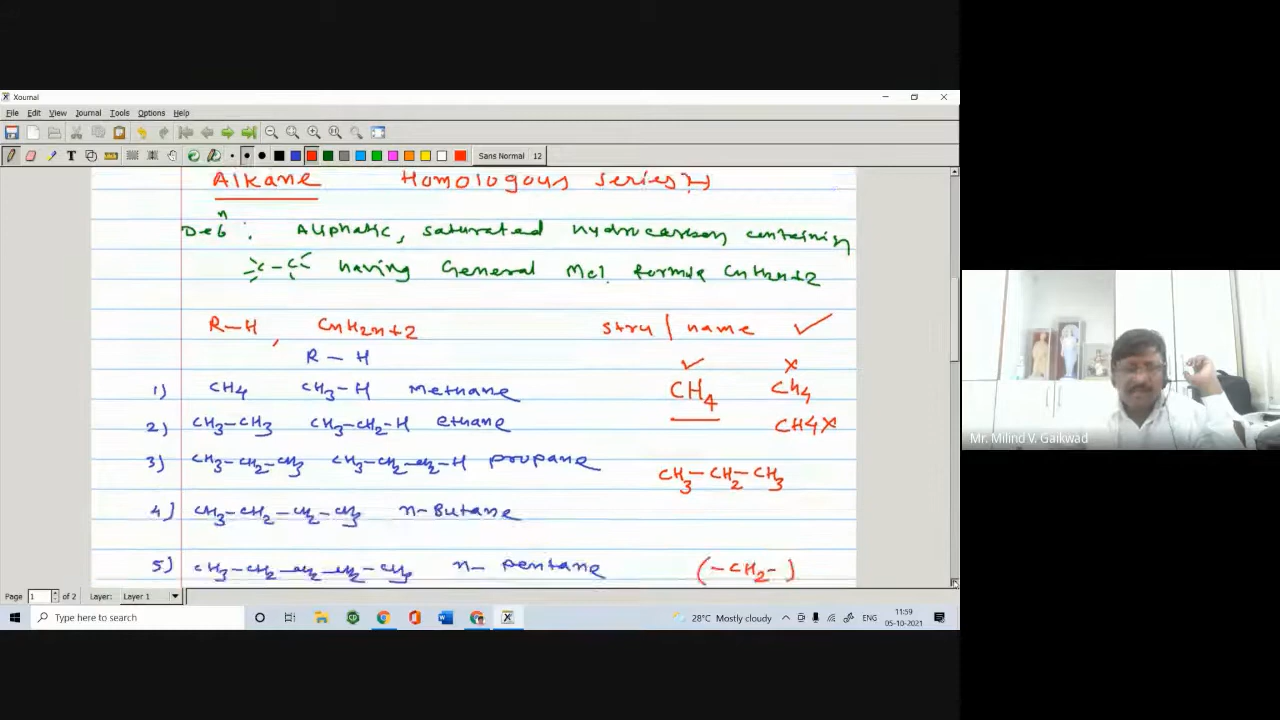 Xournal
File Edit View Journal Tools Options Help
Sans Normal 12
Alkane Homologous series
Defn : Aliphatic, saturated hydrocarbon containing
-C-C- having General Mol. formula CnH2n+2
R-H, CnH2n+2 stru / name ✓
R-H ✓ x
1) CH4 CH3-H Methane CH4 Ch4
2) CH3-CH3 CH3-CH2-H ethane CH4x
3) CH3-CH2-CH3 CH3-CH2-CH2-H propane CH3-CH2-CH3
4) CH3-CH2-CH2-CH3 n-Butane
5) CH3-CH2-CH2-CH2-CH3 n- pentane (-CH2-)
Page 1 of 2 Layer: Layer 1
Type here to search
28°C Mostly cloudy ENG 11:59
05-10-2021
Mr. Milind V. Gaikwad